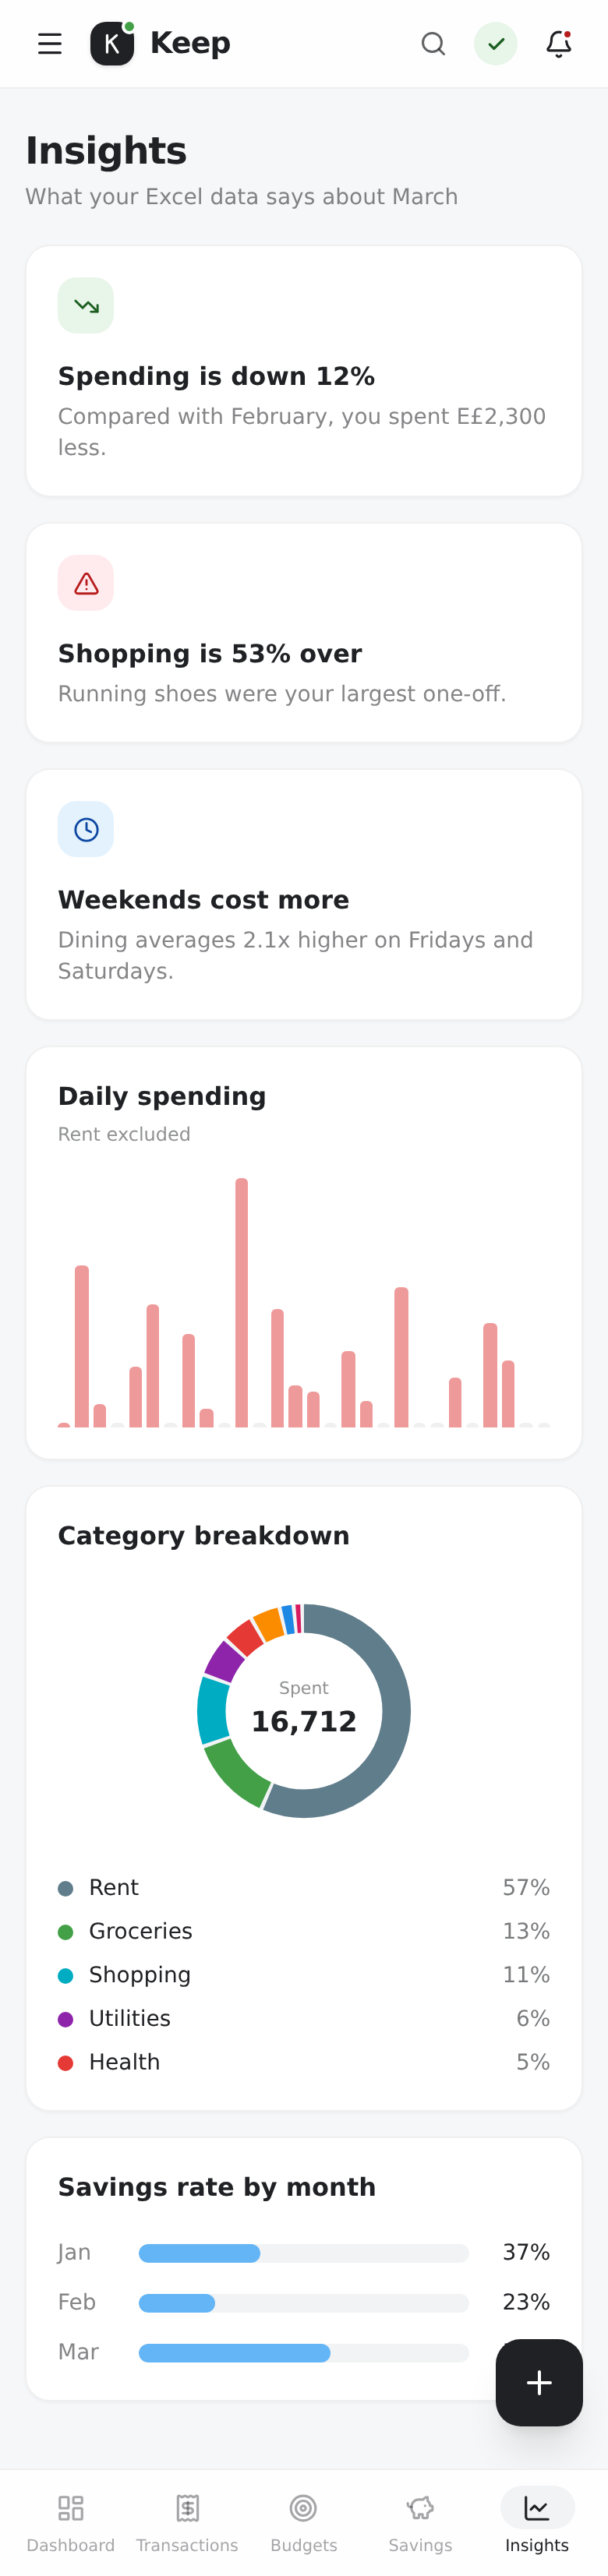 K Keep
Insights
What your Excel data says about March
Spending is down 12%
Compared with February, you spent E£2,300
less.
Shopping is 53% over
Running shoes were your largest one-off.
Weekends cost more
Dining averages 2.1x higher on Fridays and
Saturdays.
Daily spending
Rent excluded
Category breakdown
Spent
16,712
Rent 57%
Groceries 13%
Shopping 11%
Utilities 6%
Health 5%
Savings rate by month
Jan 37%
Feb 23%
Mar
Dashboard Transactions Budgets Savings Insights